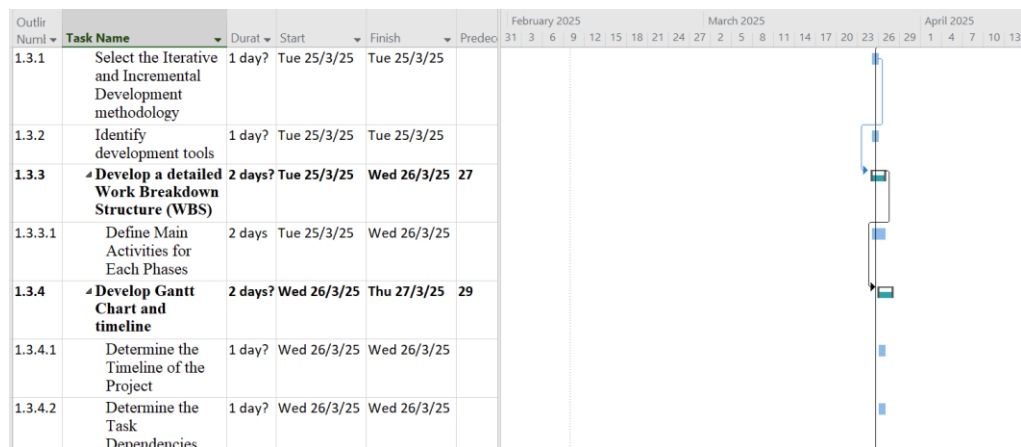 Outlir
Numl Task Name Durat Start Finish Predec
February 2025 March 2025 April 2025
31 3 6 9 12 15 18 21 24 27 2 5 8 11 14 17 20 23 26 29 1 4 7 10 13
1.3.1 Select the Iterative 1 day? Tue 25/3/25 Tue 25/3/25
and Incremental
Development
methodology
1.3.2 Identify 1 day? Tue 25/3/25 Tue 25/3/25
development tools
1.3.3 Develop a detailed 2 days? Tue 25/3/25 Wed 26/3/25 27
Work Breakdown
Structure (WBS)
1.3.3.1 Define Main 2 days Tue 25/3/25 Wed 26/3/25
Activities for
Each Phases
1.3.4 Develop Gantt 2 days? Wed 26/3/25 Thu 27/3/25 29
Chart and
timeline
1.3.4.1 Determine the 1 day? Wed 26/3/25 Wed 26/3/25
Timeline of the
Project
1.3.4.2 Determine the 1 day? Wed 26/3/25 Wed 26/3/25
Task
Dependencies